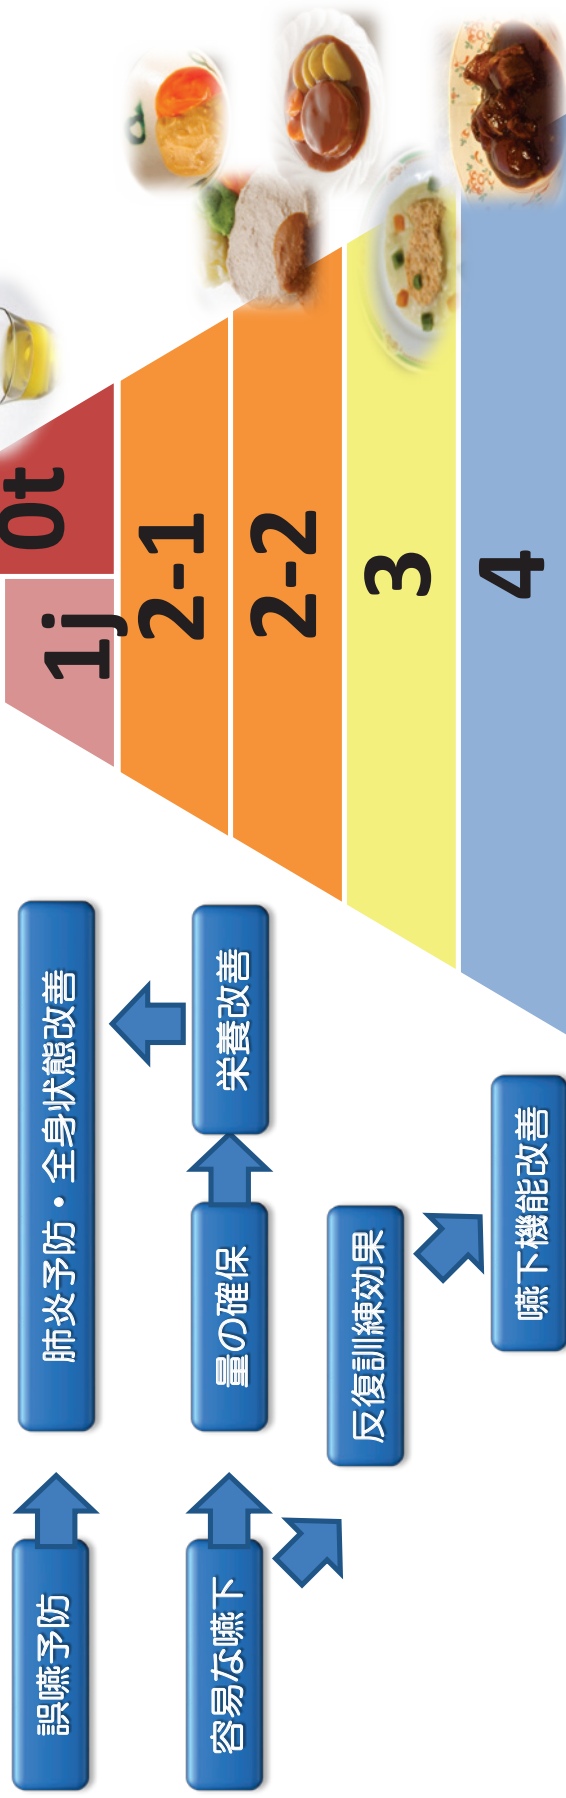 誤嚥予防
肺炎予防・全身状態改善
容易な嚥下
量の確保
栄養改善
反復訓練効果
嚥下機能改善
0t
1j
2-1
2-2
3
4